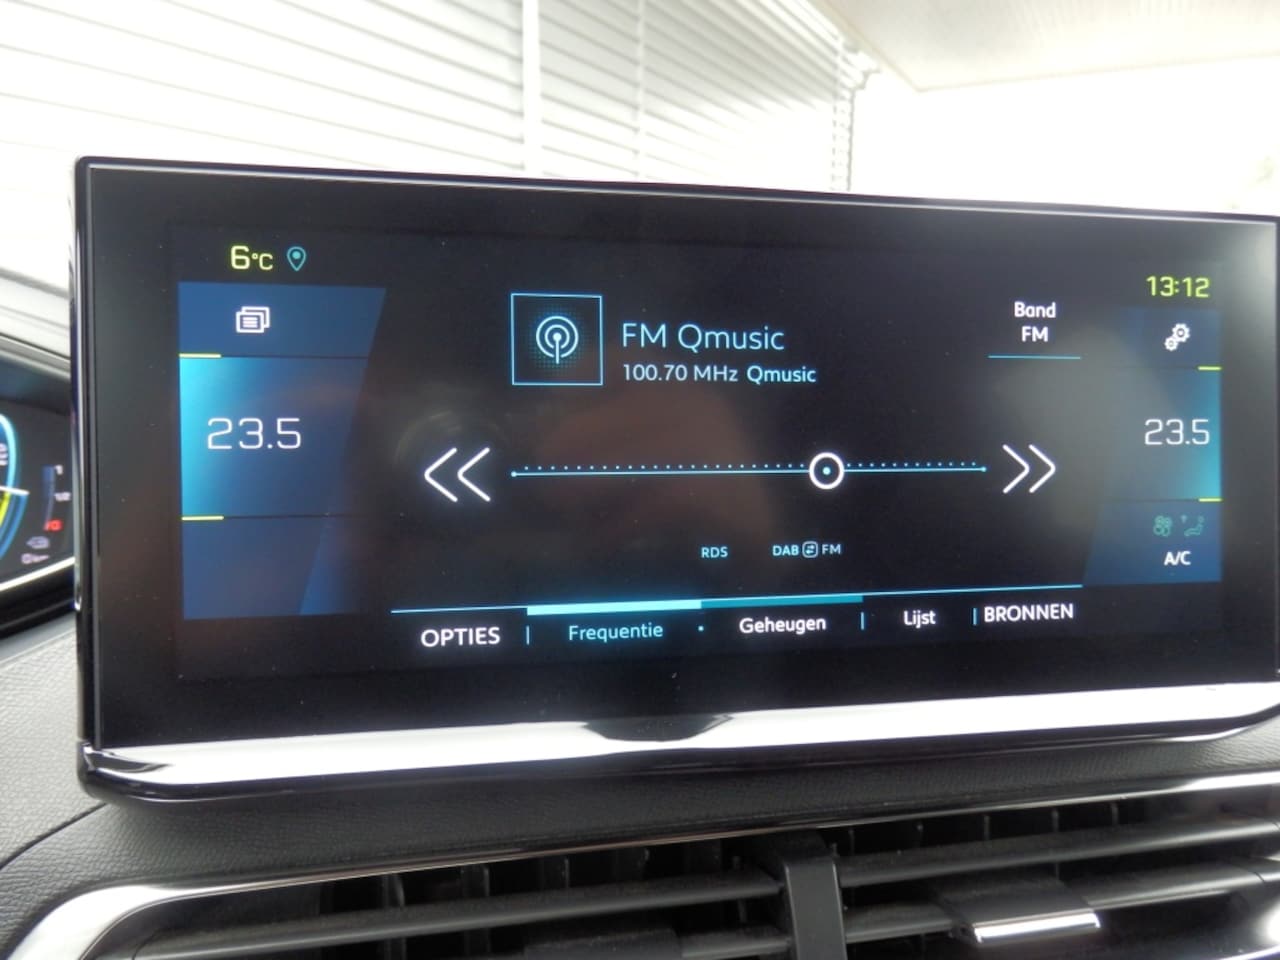 6°C
13:12
Band
FM
FM Qmusic
100.70 MHz Qmusic
23.5
23.5
RDS
DAB FM
A/C
OPTIES | Frequentie · Geheugen | Lijst | BRONNEN